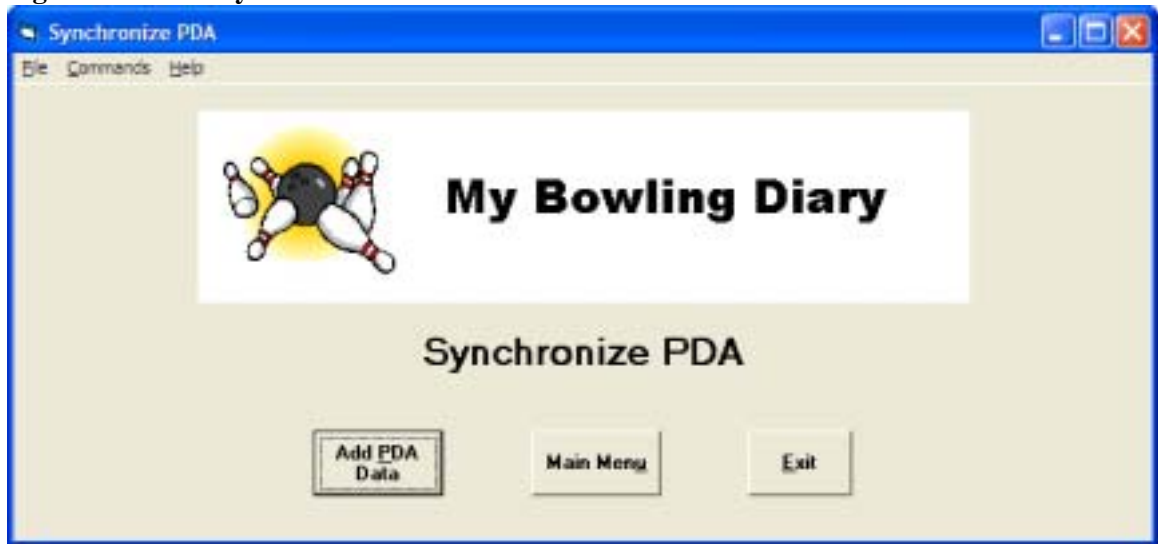 Synchronize PDA
File Commands Help
My Bowling Diary
Synchronize PDA
Add PDA
Data
Main Menu
Exit